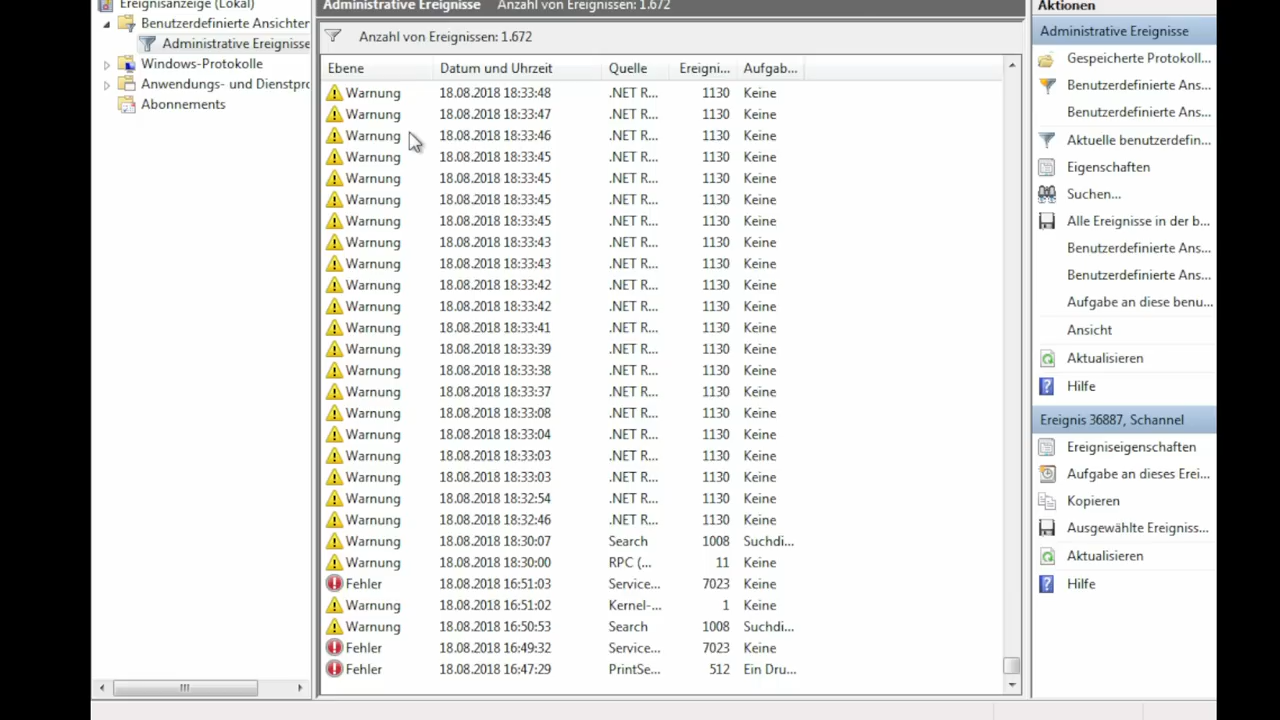 Ereignisanzeige (Lokal)
Benutzerdefinierte Ansichter
Administrative Ereignisse
Windows-Protokolle
Anwendungs- und Dienstpro
Abonnements
Administrative Ereignisse Anzahl von Ereignissen: 1.672
Anzahl von Ereignissen: 1.672
Ebene Datum und Uhrzeit Quelle Ereigni... Aufgab...
Warnung 18.08.2018 18:33:48 .NET R... 1130 Keine
Warnung 18.08.2018 18:33:47 .NET R... 1130 Keine
Warnung 18.08.2018 18:33:46 .NET R... 1130 Keine
Warnung 18.08.2018 18:33:45 .NET R... 1130 Keine
Warnung 18.08.2018 18:33:45 .NET R... 1130 Keine
Warnung 18.08.2018 18:33:45 .NET R... 1130 Keine
Warnung 18.08.2018 18:33:45 .NET R... 1130 Keine
Warnung 18.08.2018 18:33:43 .NET R... 1130 Keine
Warnung 18.08.2018 18:33:43 .NET R... 1130 Keine
Warnung 18.08.2018 18:33:42 .NET R... 1130 Keine
Warnung 18.08.2018 18:33:42 .NET R... 1130 Keine
Warnung 18.08.2018 18:33:41 .NET R... 1130 Keine
Warnung 18.08.2018 18:33:39 .NET R... 1130 Keine
Warnung 18.08.2018 18:33:38 .NET R... 1130 Keine
Warnung 18.08.2018 18:33:37 .NET R... 1130 Keine
Warnung 18.08.2018 18:33:08 .NET R... 1130 Keine
Warnung 18.08.2018 18:33:04 .NET R... 1130 Keine
Warnung 18.08.2018 18:33:03 .NET R... 1130 Keine
Warnung 18.08.2018 18:33:03 .NET R... 1130 Keine
Warnung 18.08.2018 18:32:54 .NET R... 1130 Keine
Warnung 18.08.2018 18:32:46 .NET R... 1130 Keine
Warnung 18.08.2018 18:30:07 Search 1008 Suchdi...
Warnung 18.08.2018 18:30:00 RPC (... 11 Keine
Fehler 18.08.2018 16:51:03 Service... 7023 Keine
Warnung 18.08.2018 16:51:02 Kernel-... 1 Keine
Warnung 18.08.2018 16:50:53 Search 1008 Suchdi...
Fehler 18.08.2018 16:49:32 Service... 7023 Keine
Fehler 18.08.2018 16:47:29 PrintSe... 512 Ein Dru...
Aktionen
Administrative Ereignisse
Gespeicherte Protokoll...
Benutzerdefinierte Ans...
Benutzerdefinierte Ans...
Aktuelle benutzerdefin...
Eigenschaften
Suchen...
Alle Ereignisse in der b...
Benutzerdefinierte Ans...
Benutzerdefinierte Ans...
Aufgabe an diese benu...
Ansicht
Aktualisieren
Hilfe
Ereignis 36887, Schannel
Ereigniseigenschaften
Aufgabe an dieses Erei...
Kopieren
Ausgewählte Ereigniss...
Aktualisieren
Hilfe